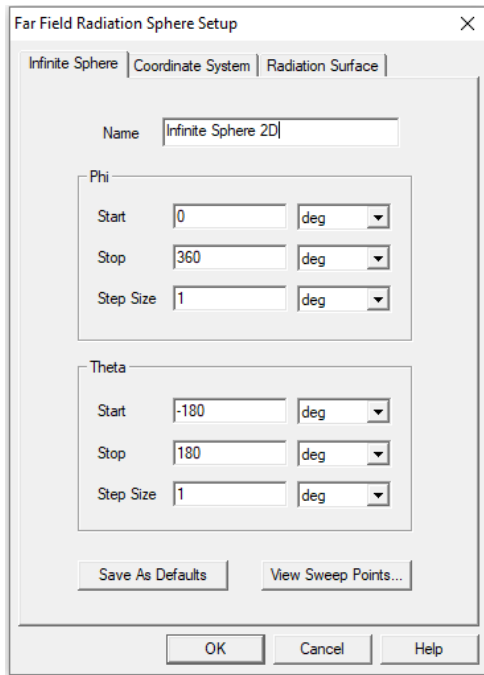 Far Field Radiation Sphere Setup
Infinite Sphere Coordinate System Radiation Surface
Name Infinite Sphere 2D
Phi
Start 0 deg
Stop 360 deg
Step Size 1 deg
Theta
Start -180 deg
Stop 180 deg
Step Size 1 deg
Save As Defaults View Sweep Points...
OK Cancel Help